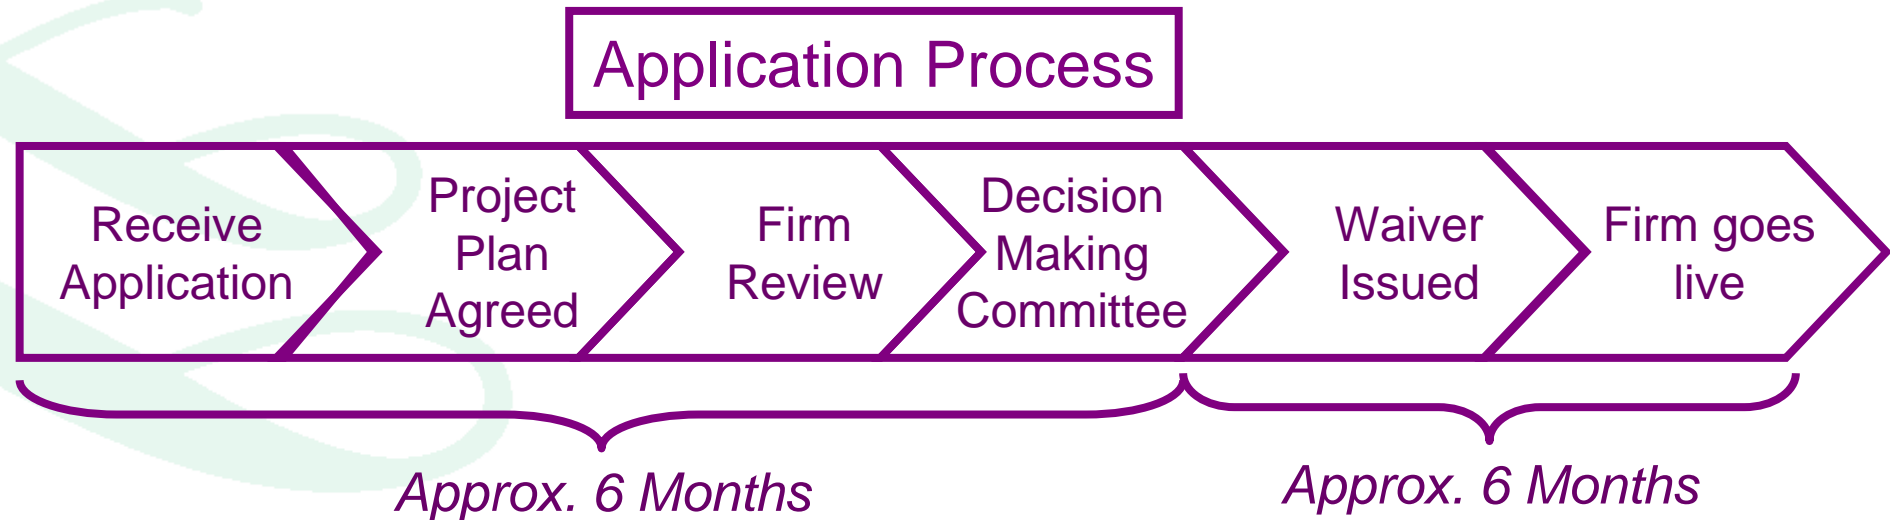 Application Process
Receive
Application
Project
Plan
Agreed
Firm
Review
Decision
Making
Committee
Waiver
Issued
Firm goes
live
Approx. 6 Months
Approx. 6 Months